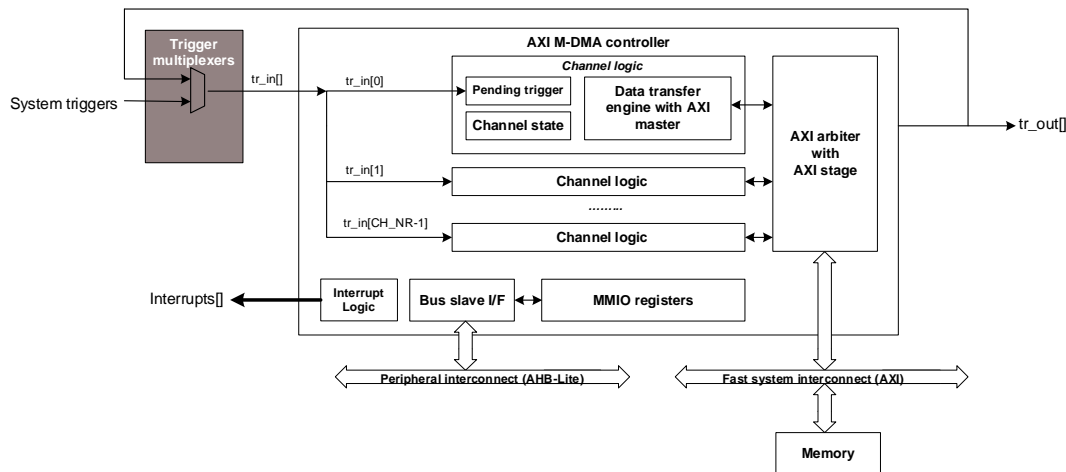 AXI M-DMA controller
Trigger
multiplexers
Channel logic
tr_in[]
tr_in[0]
Pending trigger
Data transfer
engine with AXI
master
System triggers
Channel state
AXI arbiter
with
AXI stage
tr_out[]
tr_in[1]
Channel logic
.........
tr_in[CH_NR-1]
Channel logic
Interrupts[]
Interrupt
Logic
Bus slave I/F
MMIO registers
Peripheral interconnect (AHB-Lite)
Fast system interconnect (AXI)
Memory